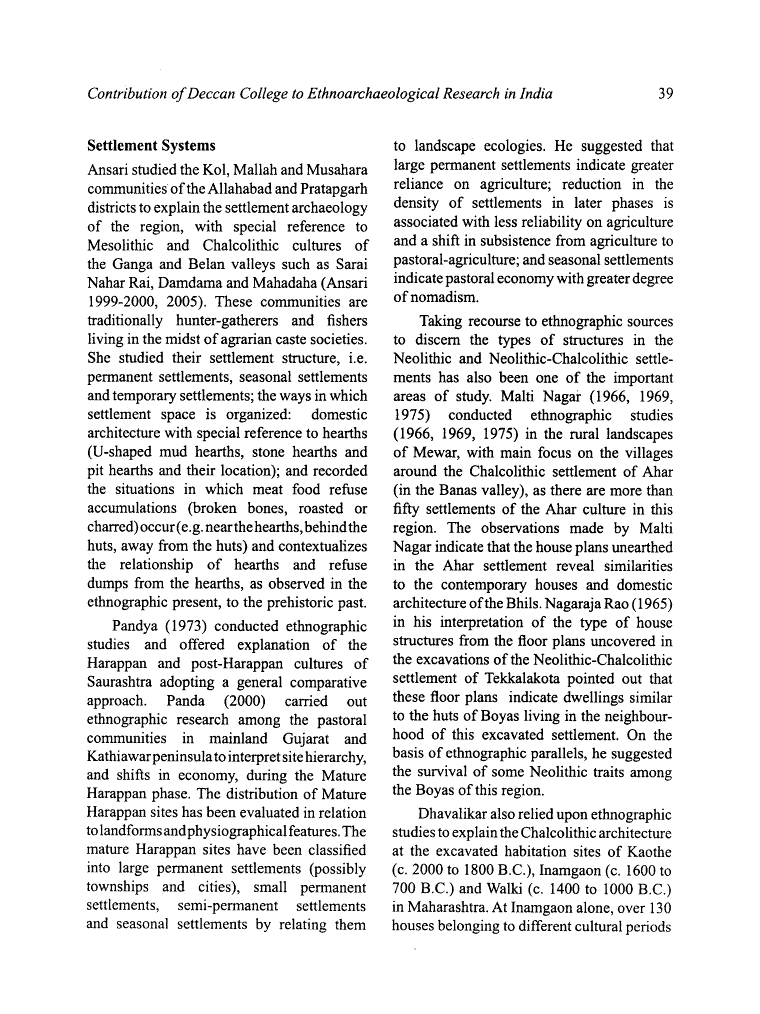 Contribution of Deccan College to Ethnoarchaeological Research in India 39
Settlement Systems
Ansari studied the Kol, Mallah and Musahara
communities of the Allahabad and Pratapgarh
districts to explain the settlement archaeology
of the region, with special reference to
Mesolithic and Chalcolithic cultures of
the Ganga and Belan valleys such as Sarai
Nahar Rai, Damdama and Mahadaha (Ansari
1999-2000, 2005). These communities are
traditionally hunter-gatherers and fishers
living in the midst of agrarian caste societies.
She studied their settlement structure, i.e.
permanent settlements, seasonal settlements
and temporary settlements; the ways in which
settlement space is organized: domestic
architecture with special reference to hearths
(U-shaped mud hearths, stone hearths and
pit hearths and their location); and recorded
the situations in which meat food refuse
accumulations (broken bones, roasted or
charred) occur (e.g. near the hearths, behind the
huts, away from the huts) and contextualizes
the relationship of hearths and refuse
dumps from the hearths, as observed in the
ethnographic present, to the prehistoric past.
Pandya (1973) conducted ethnographic
studies and offered explanation of the
Harappan and post-Harappan cultures of
Saurashtra adopting a general comparative
approach. Panda (2000) carried out
ethnographic research among the pastoral
communities in mainland Gujarat and
Kathiawar peninsula to interpret site hierarchy,
and shifts in economy, during the Mature
Harappan phase. The distribution of Mature
Harappan sites has been evaluated in relation
to landforms and physiographical features. The
mature Harappan sites have been classified
into large permanent settlements (possibly
townships and cities), small permanent
settlements, semi-permanent settlements
and seasonal settlements by relating them
to landscape ecologies. He suggested that
large permanent settlements indicate greater
reliance on agriculture; reduction in the
density of settlements in later phases is
associated with less reliability on agriculture
and a shift in subsistence from agriculture to
pastoral-agriculture; and seasonal settlements
indicate pastoral economy with greater degree
of nomadism.
Taking recourse to ethnographic sources
to discern the types of structures in the
Neolithic and Neolithic-Chalcolithic settle-
ments has also been one of the important
areas of study. Malti Nagar (1966, 1969,
1975) conducted ethnographic studies
(1966, 1969, 1975) in the rural landscapes
of Mewar, with main focus on the villages
around the Chalcolithic settlement of Ahar
(in the Banas valley), as there are more than
fifty settlements of the Ahar culture in this
region. The observations made by Malti
Nagar indicate that the house plans unearthed
in the Ahar settlement reveal similarities
to the contemporary houses and domestic
architecture of the Bhils. Nagaraja Rao (1965)
in his interpretation of the type of house
structures from the floor plans uncovered in
the excavations of the Neolithic-Chalcolithic
settlement of Tekkalakota pointed out that
these floor plans indicate dwellings similar
to the huts of Boyas living in the neighbour-
hood of this excavated settlement. On the
basis of ethnographic parallels, he suggested
the survival of some Neolithic traits among
the Boyas of this region.
Dhavalikar also relied upon ethnographic
studies to explain the Chalcolithic architecture
at the excavated habitation sites of Kaothe
(c. 2000 to 1800 B.C.), Inamgaon (c. 1600 to
700 B.C.) and Walki (c. 1400 to 1000 B.C.)
in Maharashtra. At Inamgaon alone, over 130
houses belonging to different cultural periods